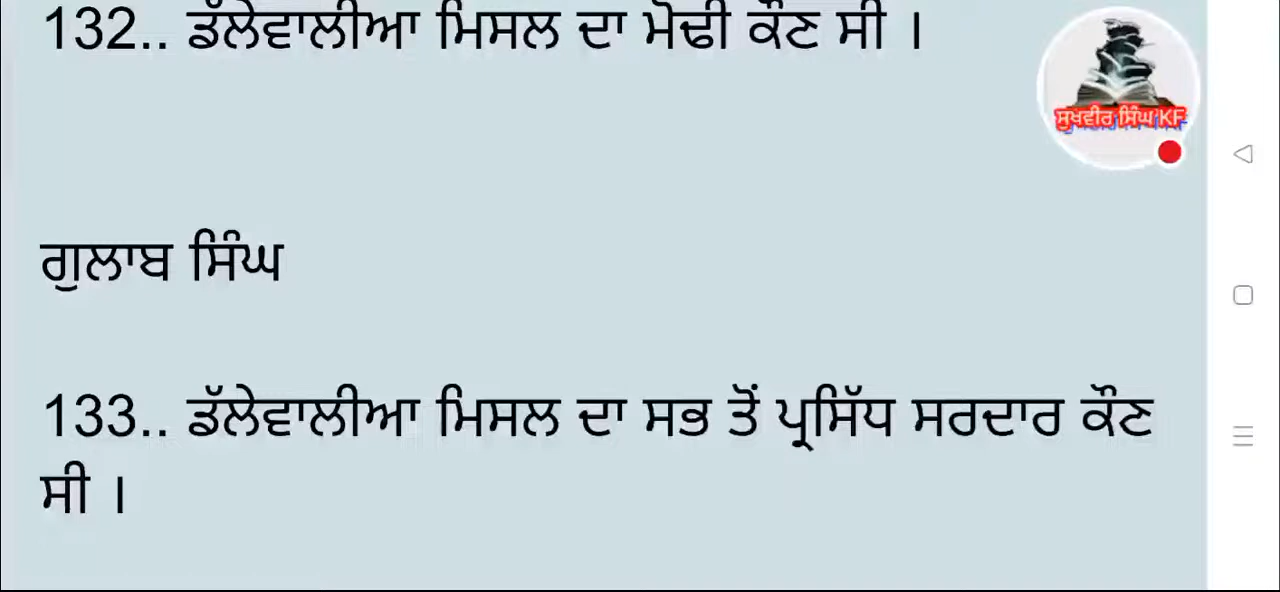 132.. ਡੱਲੇਵਾਲੀਆ ਮਿਸਲ ਦਾ ਮੋਢੀ ਕੌਣ ਸੀ ।
ਸੁਖਵੀਰ ਸਿੰਘ KF
ਗੁਲਾਬ ਸਿੰਘ
133.. ਡੱਲੇਵਾਲੀਆ ਮਿਸਲ ਦਾ ਸਭ ਤੋਂ ਪ੍ਰਸਿੱਧ ਸਰਦਾਰ ਕੌਣ
ਸੀ ।